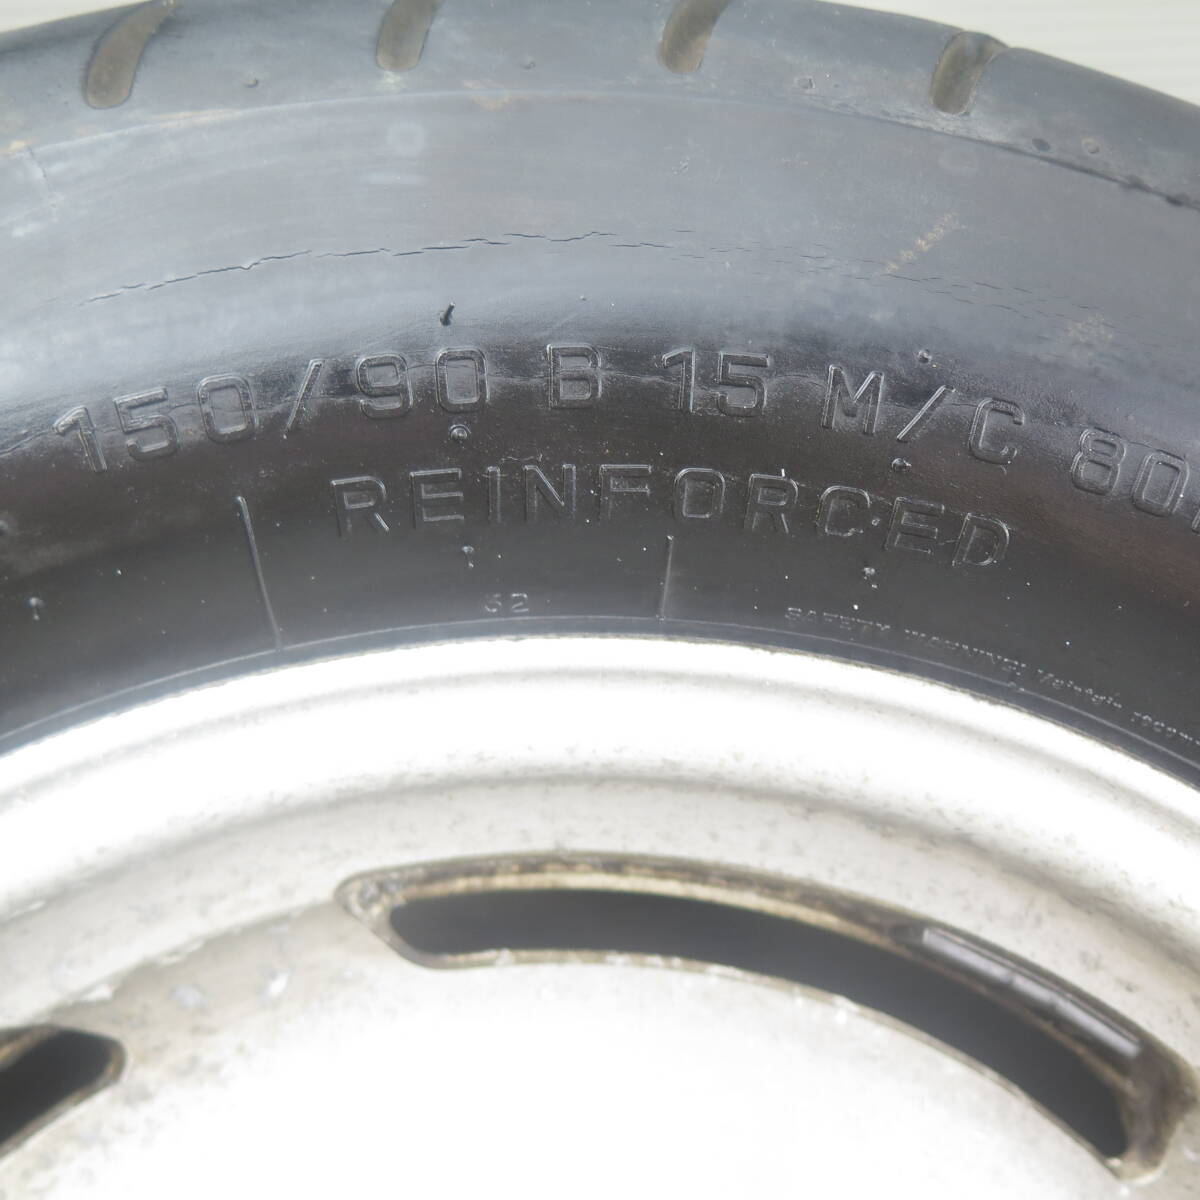 150/90 B 15 M/C 80
REINFORCED
62
SAFETY WARNING!